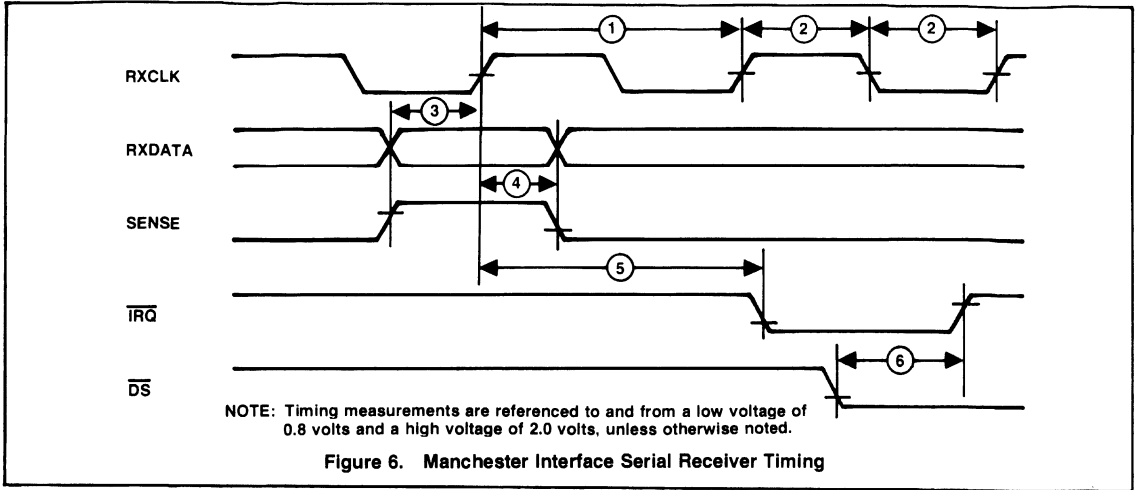 1 2 2
RXCLK
3
RXDATA
4
SENSE
5
IRQ
6
DS
NOTE: Timing measurements are referenced to and from a low voltage of
0.8 volts and a high voltage of 2.0 volts, unless otherwise noted.
Figure 6. Manchester Interface Serial Receiver Timing